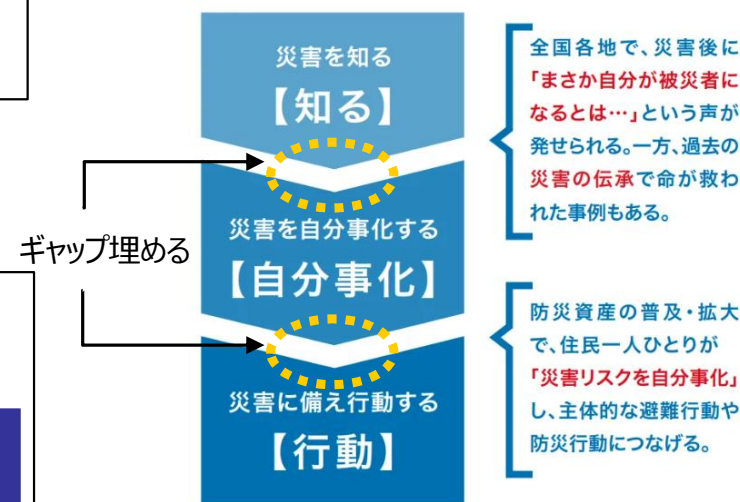 災害を知る
【知る】
ギャップ埋める
災害を自分事化する
【自分事化】
災害に備え行動する
【行動】
全国各地で、災害後に
「まさか自分が被災者に
なるとは…」という声が
発せられる。一方、過去の
災害の伝承で命が救わ
れた事例もある。
防災資産の普及・拡大
で、住民一人ひとりが
「災害リスクを自分事化」
し、主体的な避難行動や
防災行動につなげる。